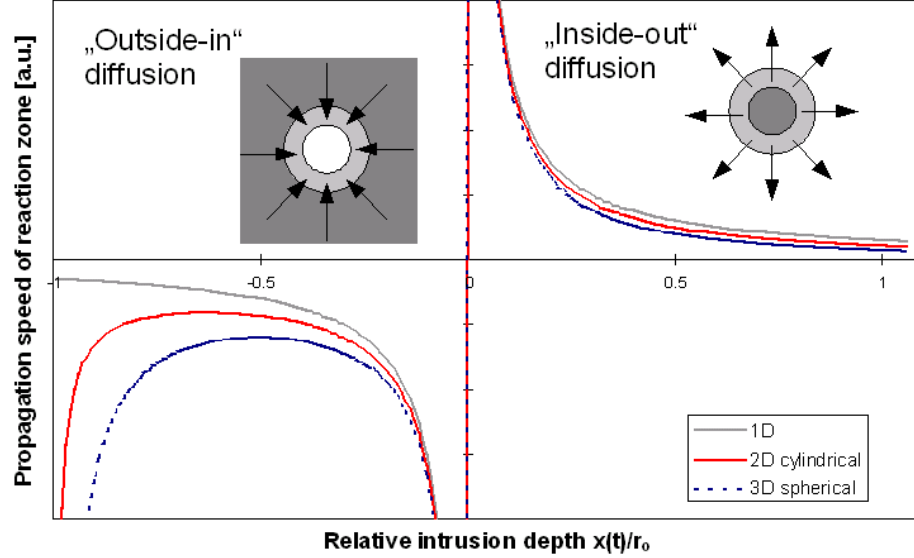 „Outside-in“
diffusion
„Inside-out“
diffusion
Propagation speed of reaction zone [a.u.]
-1
-0.5
0
0.5
1
1D
2D cylindrical
3D spherical
Relative intrusion depth x(t)/r₀